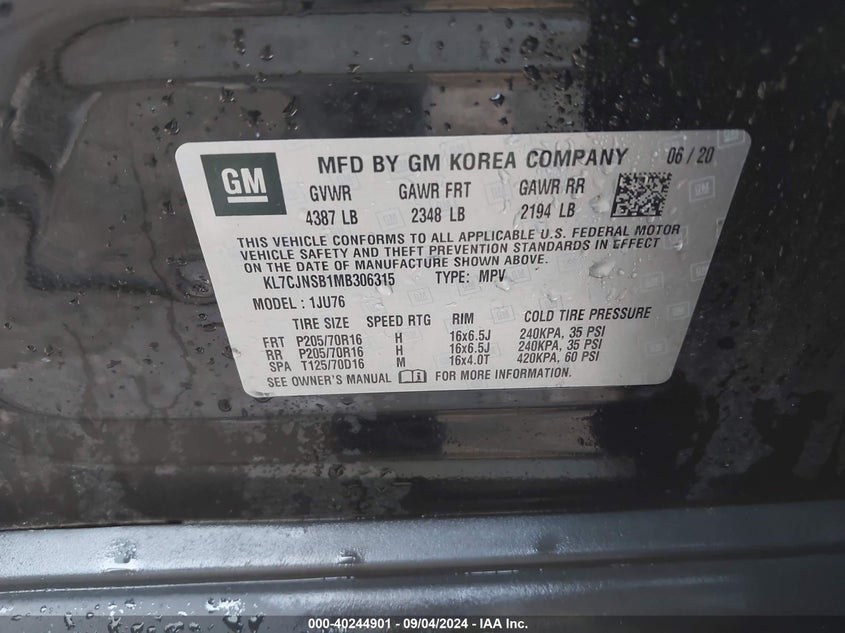 GM MFD BY GM KOREA COMPANY 06 / 20
GVWR GAWR FRT GAWR RR
4387 LB 2348 LB 2194 LB
THIS VEHICLE CONFORMS TO ALL APPLICABLE U.S. FEDERAL MOTOR
VEHICLE SAFETY AND THEFT PREVENTION STANDARDS IN EFFECT
ON THE DATE OF MANUFACTURE SHOWN ABOVE.
KL7CJNSB1MB306315 TYPE: MPV
MODEL : 1JU76
TIRE SIZE SPEED RTG RIM COLD TIRE PRESSURE
FRT P205/70R16 H 16x6.5J 240KPA, 35 PSI
RR P205/70R16 H 16x6.5J 240KPA, 35 PSI
SPA T125/70D16 M 16x4.0T 420KPA, 60 PSI
SEE OWNER'S MANUAL FOR MORE INFORMATION.
000-40244901 - 09/04/2024 - IAA Inc.